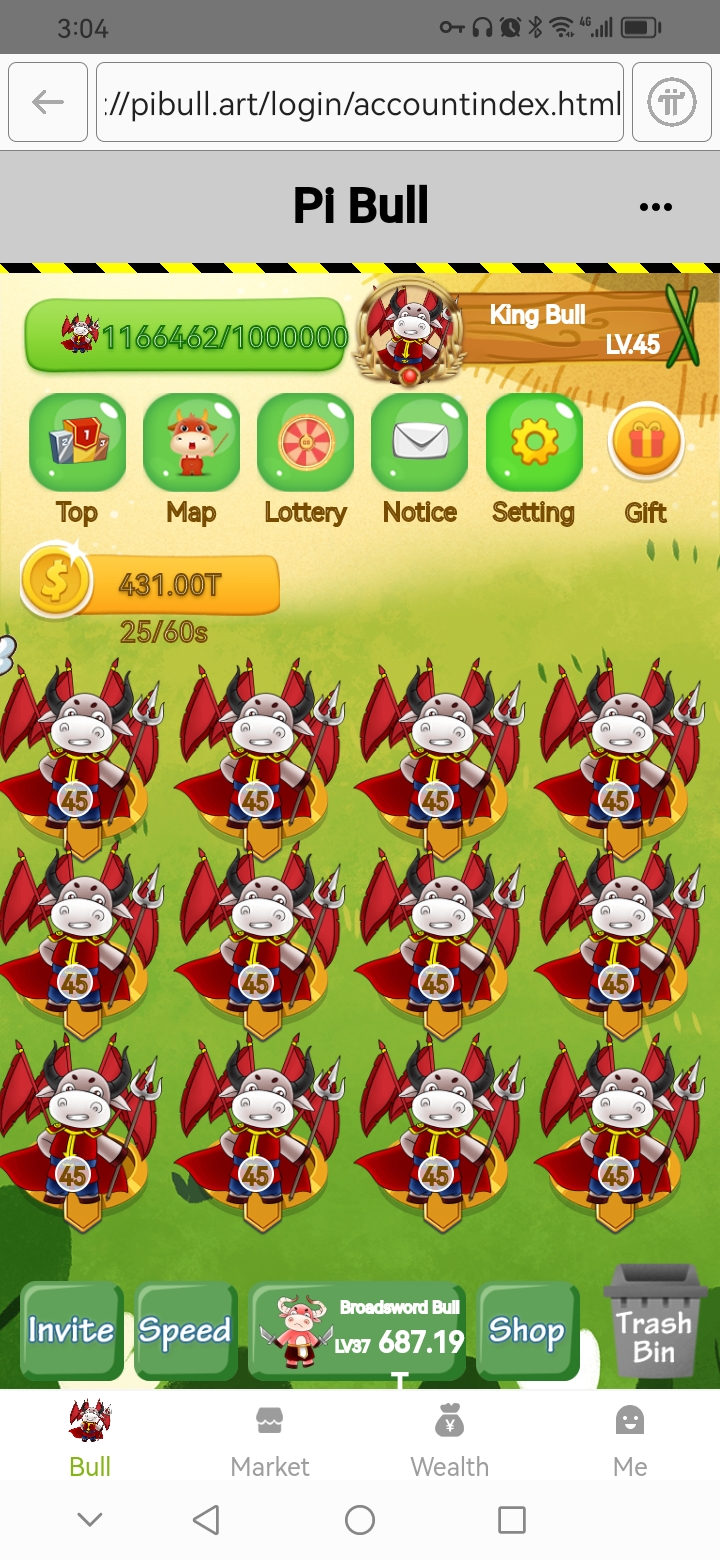 3:04
4G
://pibull.art/login/accountindex.html
Pi Bull
1166462/1000000
King Bull
LV.45
Top
Map
Lottery
Notice
Setting
Gift
431.00T
25/60s
45
45
45
45
45
45
45
45
45
45
45
45
Invite
Speed
Broadsword Bull
LV37 687.19
T
Shop
Trash
Bin
Bull
Market
Wealth
Me